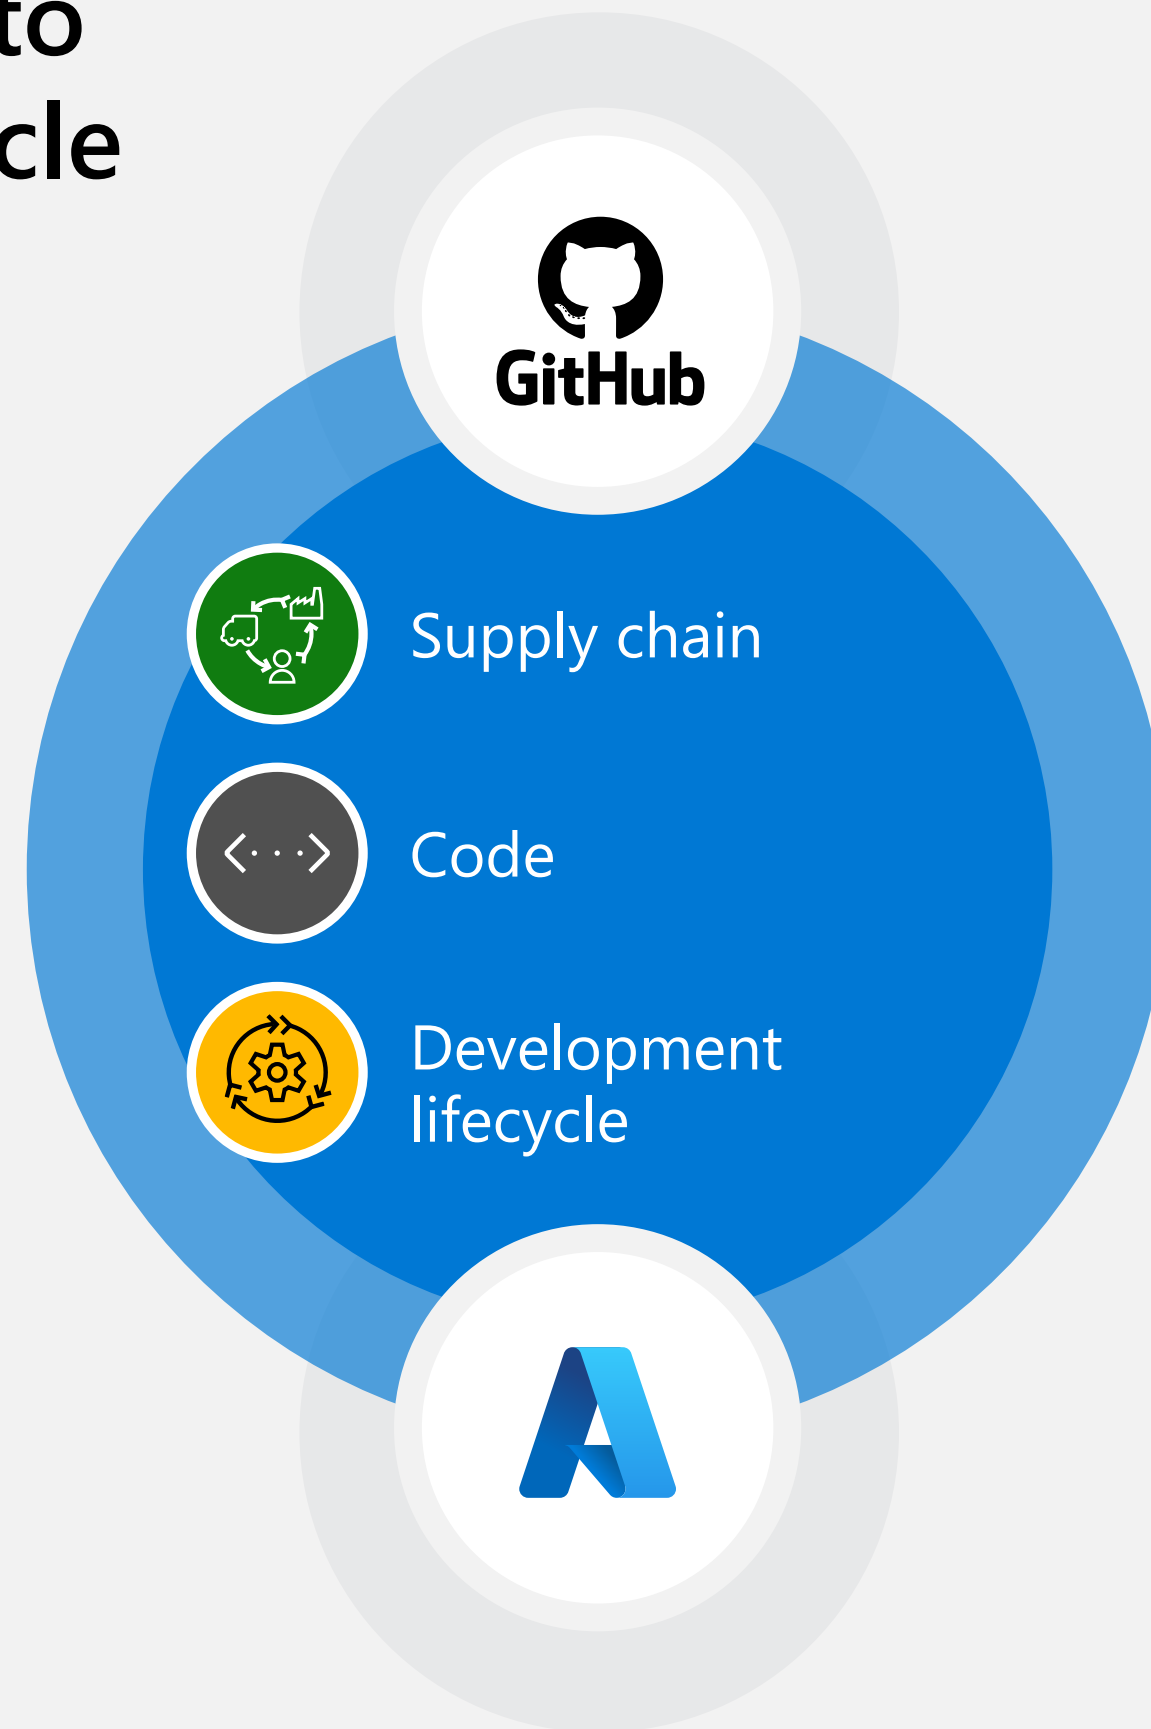 to
cle
GitHub
Supply chain
Code
Development
lifecycle